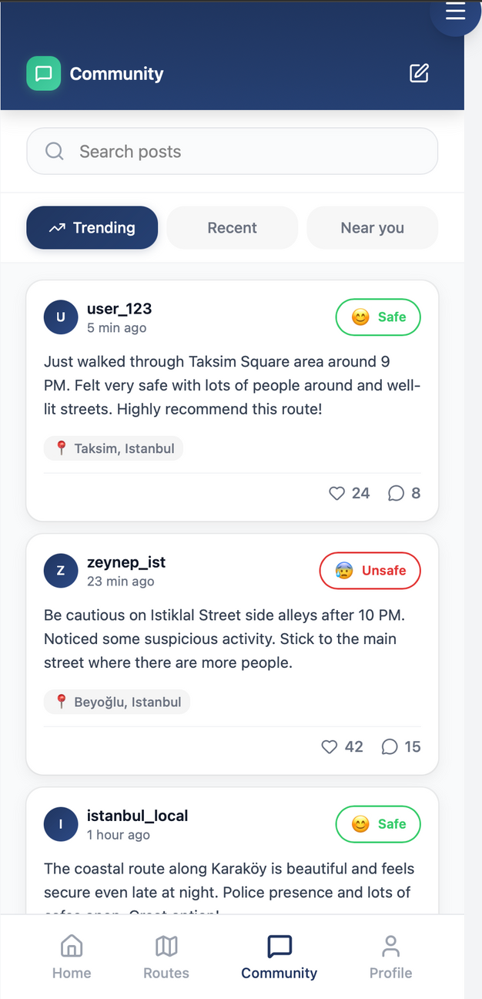 Community
Search posts
Trending
Recent
Near you
U
user_123
5 min ago
Safe
Just walked through Taksim Square area around 9
PM. Felt very safe with lots of people around and well-
lit streets. Highly recommend this route!
Taksim, Istanbul
24
8
Z
zeynep_ist
23 min ago
Unsafe
Be cautious on Istiklal Street side alleys after 10 PM.
Noticed some suspicious activity. Stick to the main
street where there are more people.
Beyoğlu, Istanbul
42
15
I
istanbul_local
1 hour ago
Safe
The coastal route along Karaköy is beautiful and feels
secure even late at night. Police presence and lots of
Home
Routes
Community
Profile